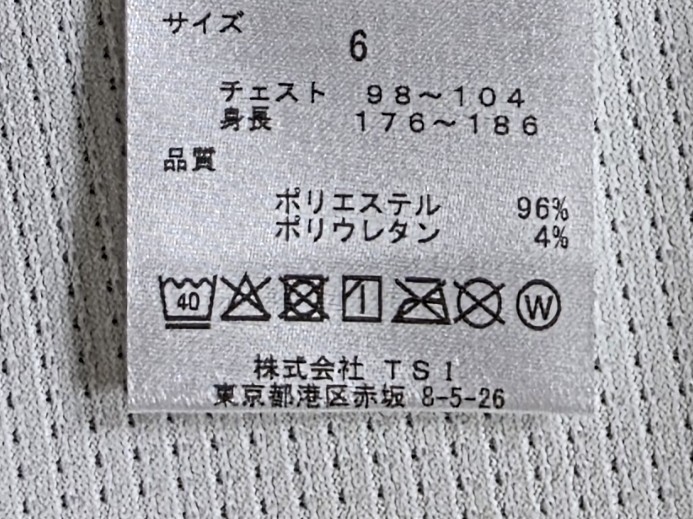 サイズ
6
チェスト 98～104
身長 176～186
品質
ポリエステル 96%
ポリウレタン 4%
40 W
株式会社 TSI
東京都港区赤坂 8-5-26